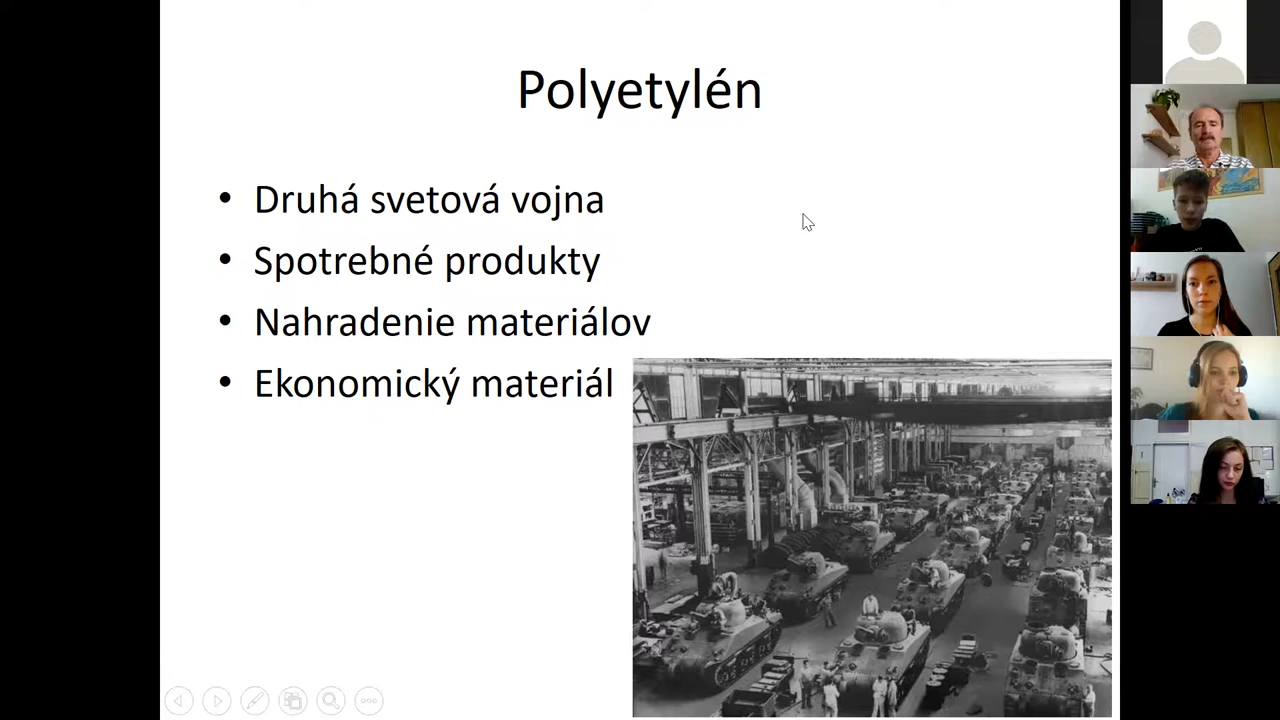 Polyetylén
• Druhá svetová vojna
• Spotrebné produkty
• Nahradenie materiálov
• Ekonomický materiál